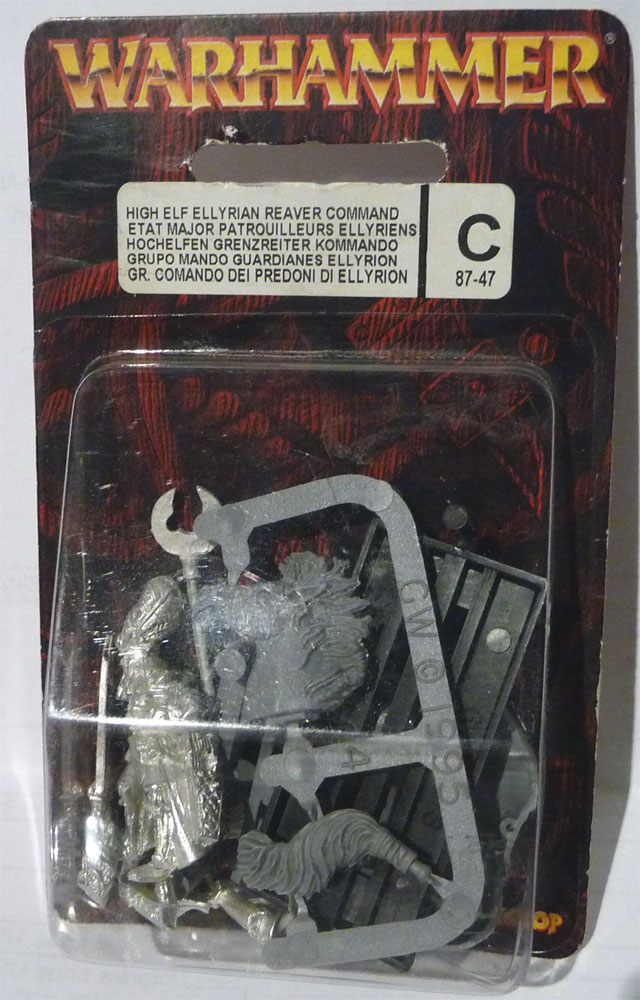 WARHAMMER®
HIGH ELF ELLYRIAN REAVER COMMAND
ETAT MAJOR PATROUILLEURS ELLYRIENS
HOCHELFEN GRENZREITER KOMMANDO
GRUPO MANDO GUARDIANES ELLYRION
GR. COMANDO DEI PREDONI DI ELLYRION
C
87-47
GW © 1995
4